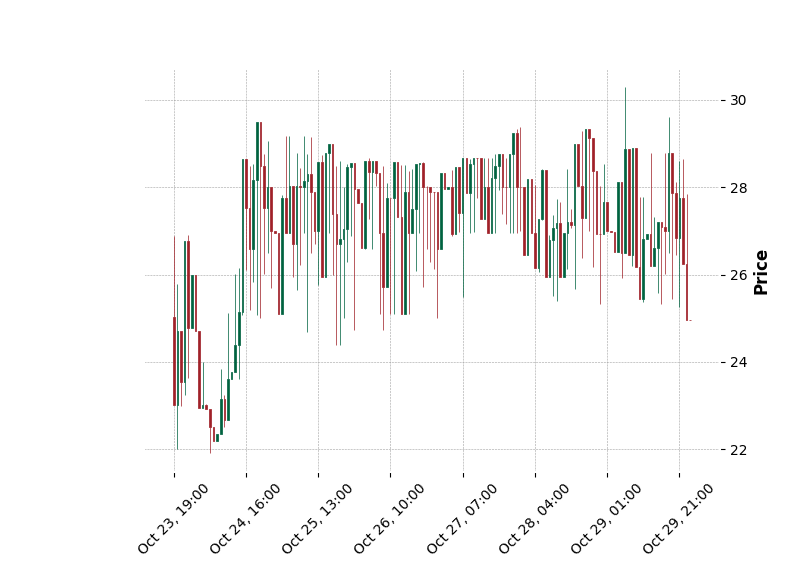 30
28
26
24
22
Price
Oct 23, 19:00
Oct 24, 16:00
Oct 25, 13:00
Oct 26, 10:00
Oct 27, 07:00
Oct 28, 04:00
Oct 29, 01:00
Oct 29, 21:00